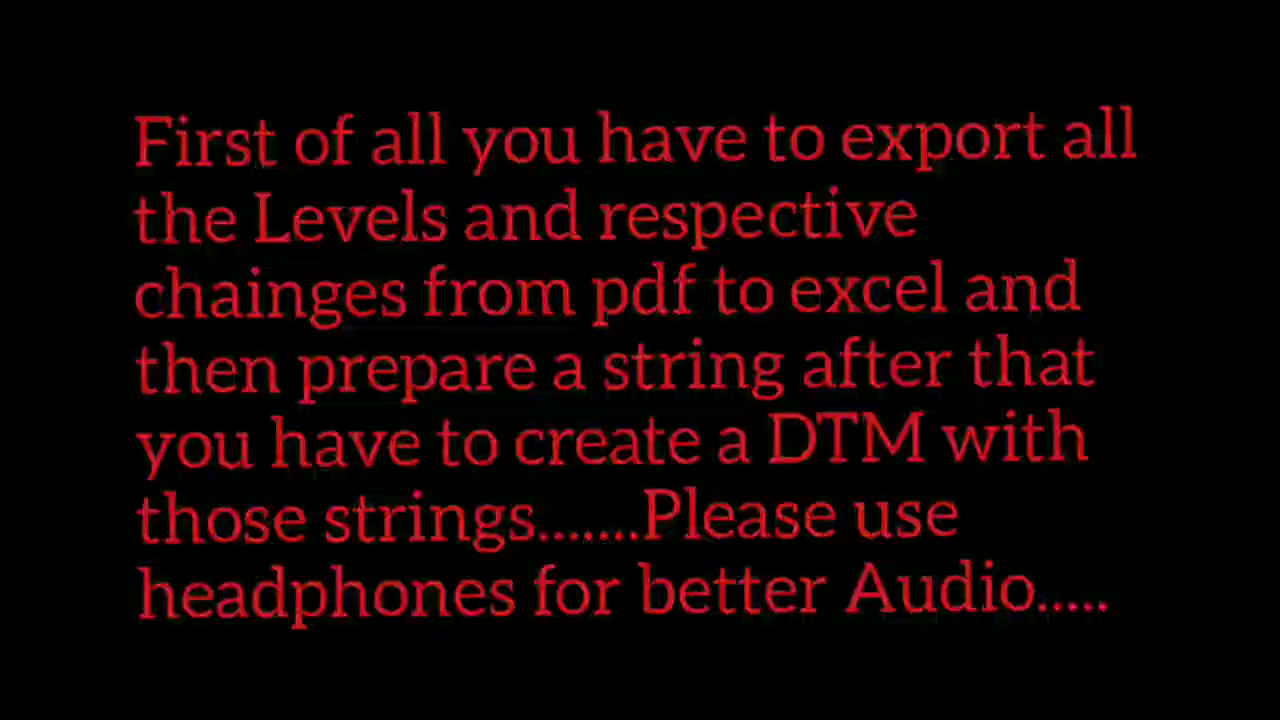 First of all you have to export all
the Levels and respective
chainges from pdf to excel and
then prepare a string after that
you have to create a DTM with
those strings.......Please use
headphones for better Audio.....